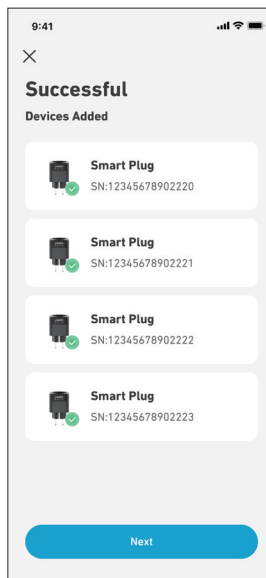 9:41
Successful
Devices Added
Smart Plug
SN:12345678902220
Smart Plug
SN:12345678902221
Smart Plug
SN:12345678902222
Smart Plug
SN:12345678902223
Next